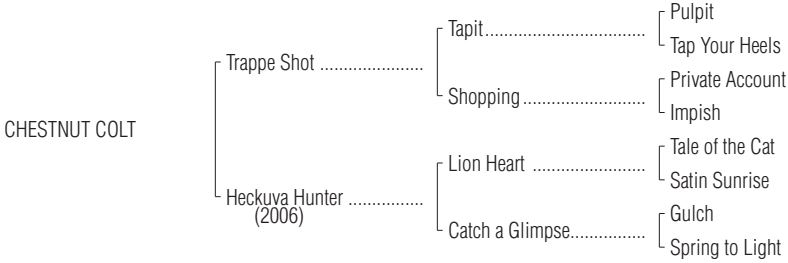 Pulpit
Tapit..................................
Tap Your Heels
Trappe Shot ......................
Private Account
Shopping..........................
Impish
CHESTNUT COLT
Tale of the Cat
Lion Heart ........................
Satin Sunrise
Heckuva Hunter ................
(2006)
Gulch
Catch a Glimpse................
Spring to Light